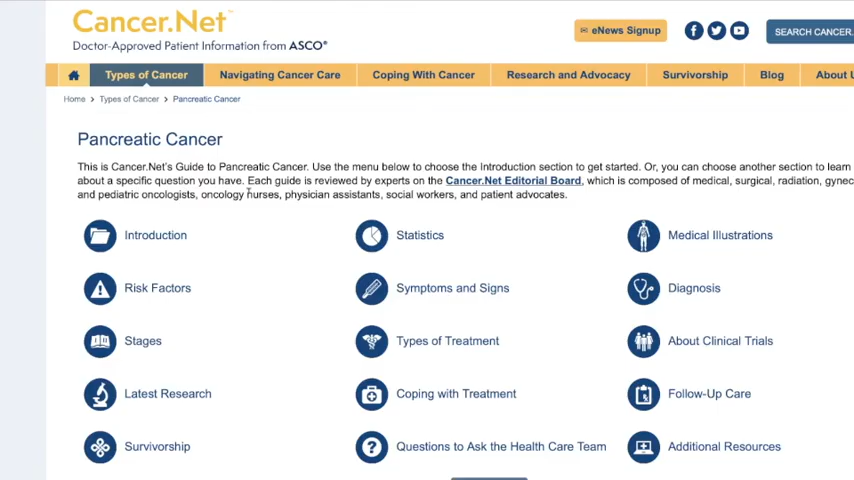 Cancer.Net™
Doctor-Approved Patient Information from ASCO®
✉ eNews Signup
SEARCH CANCER.
Types of Cancer
Navigating Cancer Care
Coping With Cancer
Research and Advocacy
Survivorship
Blog
About U
Home > Types of Cancer > Pancreatic Cancer
Pancreatic Cancer
This is Cancer.Net's Guide to Pancreatic Cancer. Use the menu below to choose the Introduction section to get started. Or, you can choose another section to learn
about a specific question you have. Each guide is reviewed by experts on the Cancer.Net Editorial Board, which is composed of medical, surgical, radiation, gynec
and pediatric oncologists, oncology nurses, physician assistants, social workers, and patient advocates.
Introduction
Statistics
Medical Illustrations
Risk Factors
Symptoms and Signs
Diagnosis
Stages
Types of Treatment
About Clinical Trials
Latest Research
Coping with Treatment
Follow-Up Care
Survivorship
Questions to Ask the Health Care Team
Additional Resources